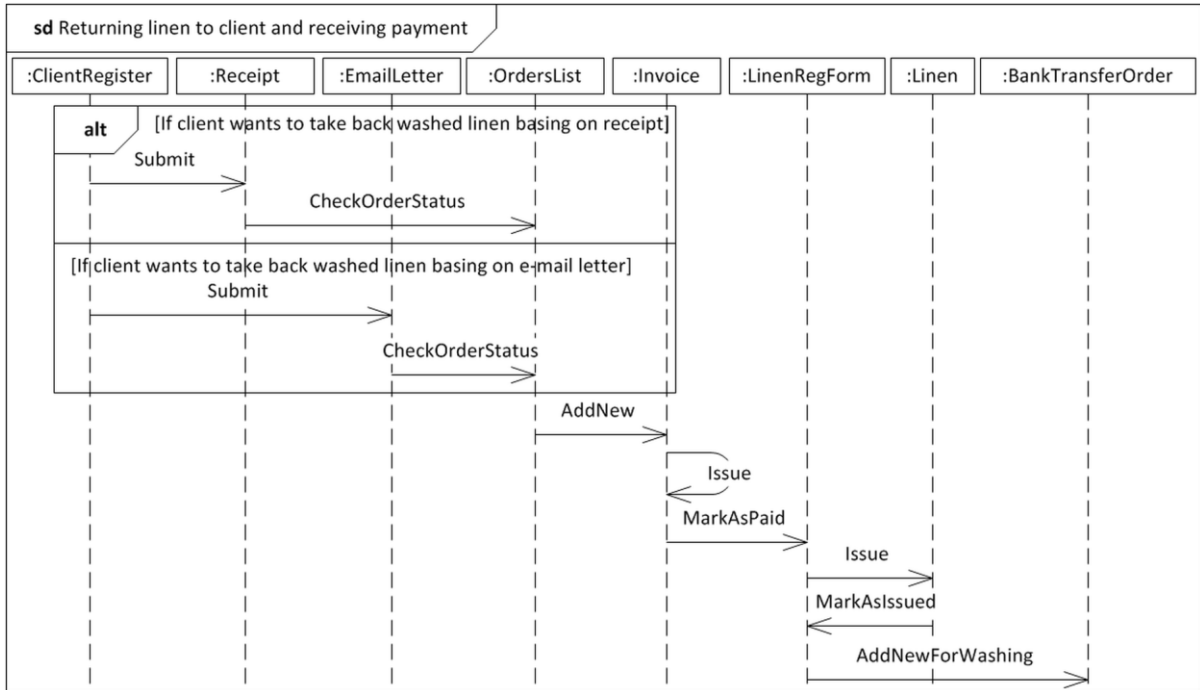 sd Returning linen to client and receiving payment
:ClientRegister
:Receipt
:EmailLetter
:OrdersList
:Invoice
:LinenRegForm
:Linen
:BankTransferOrder
alt
[If client wants to take back washed linen basing on receipt]
Submit
CheckOrderStatus
[If client wants to take back washed linen basing on e-mail letter]
Submit
CheckOrderStatus
AddNew
Issue
MarkAsPaid
Issue
MarkAsIssued
AddNewForWashing